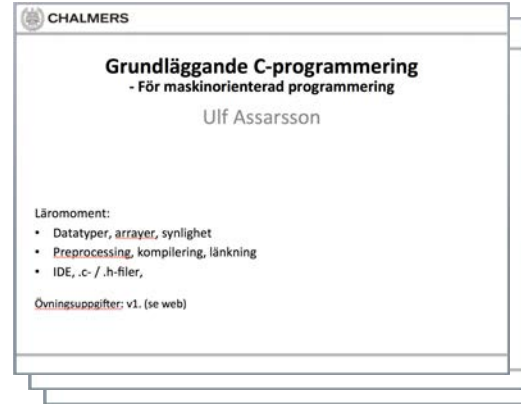 CHALMERS
Grundläggande C-programmering
- För maskinorienterad programmering
Ulf Assarsson
Läromoment:
• Datatyper, arrayer, synlighet
• Preprocessing, kompilering, länkning
• IDE, .c- / .h-filer,
Övningsuppgifter: v1. (se web)